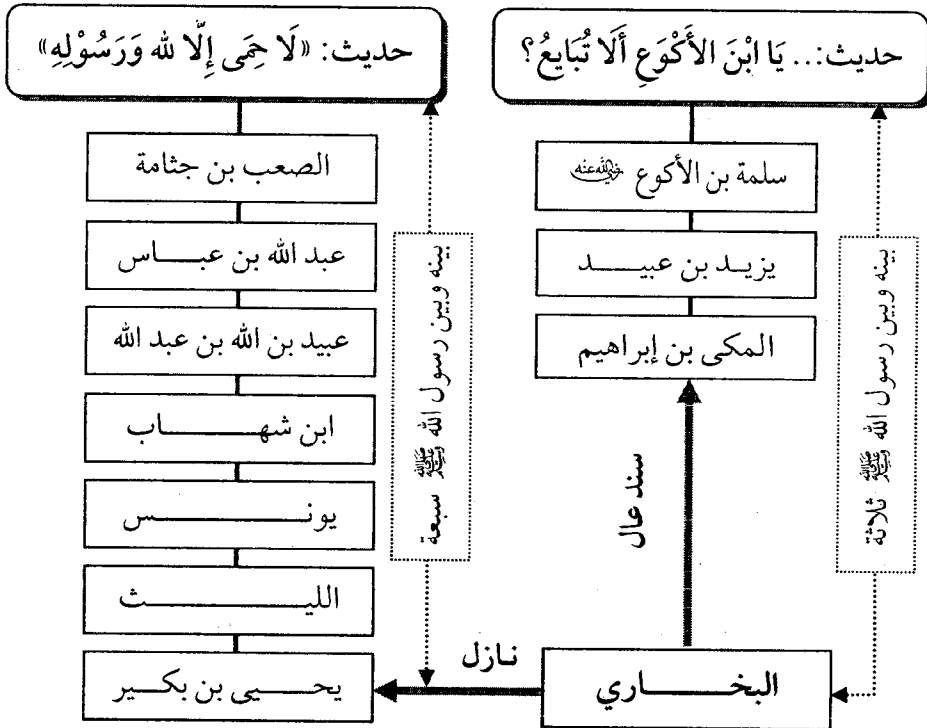 حديث:.. يَا ابْنَ الأَكْوَعِ أَلَا تُبَايِعُ؟
سلمة بن الأكوع رضي الله عنه
يزيد بن عبيد
المكى بن إبراهيم
سند عال
بينه وبين رسول الله ﷺ ثلاثة
البخاري
نازل
حديث: «لَا حِمَى إِلَّا لله وَرَسُوْلِهِ»
الصعب بن جثامة
عبد الله بن عباس
عبيد بن الله بن عبد الله
ابن شهاب
يونس
الليث
يحيى بن بكير
بينه وبين رسول الله ﷺ سبعة